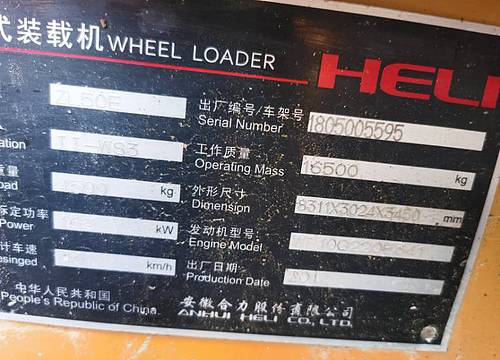 式装载机 WHEEL LOADER HELI
ZL50E
出厂编号/车架号 1805005595
Serial Number
II-WS3
工作质量 16500 kg
Operating Mass
kg
外形尺寸 8311X3024X3450 mm
Dimension
定功率
Power kW
发动机型号:
Engine Model
计车速
km/h
出厂日期
Production Date
中华人民共和国
People's Republic of China
安徽合力股份有限公司
ANHUI HELI CO., LTD.